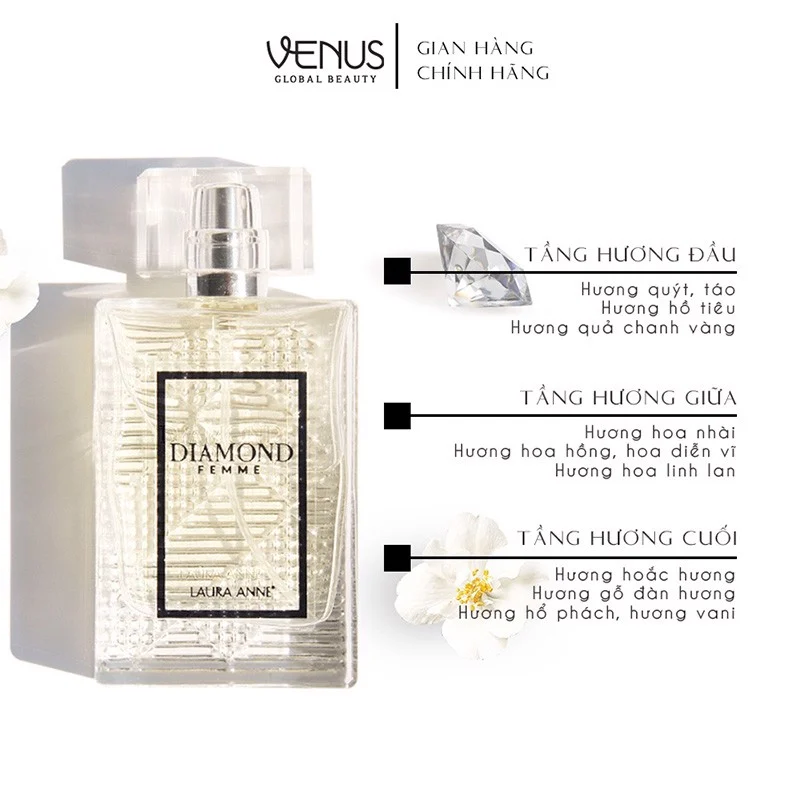 VENUS
GLOBAL BEAUTY
GIAN HÀNG
CHÍNH HÃNG
TẦNG HƯƠNG ĐẦU
Hương quýt, táo
Hương hồ tiêu
Hương quả chanh vàng
TẦNG HƯƠNG GIỮA
Hương hoa nhài
Hương hoa hồng, hoa diễn vĩ
Hương hoa linh lan
TẦNG HƯƠNG CUỐI
Hương hoắc hương
Hương gỗ đàn hương
Hương hổ phách, hương vani
DIAMOND
FEMME
LAURA ANNE